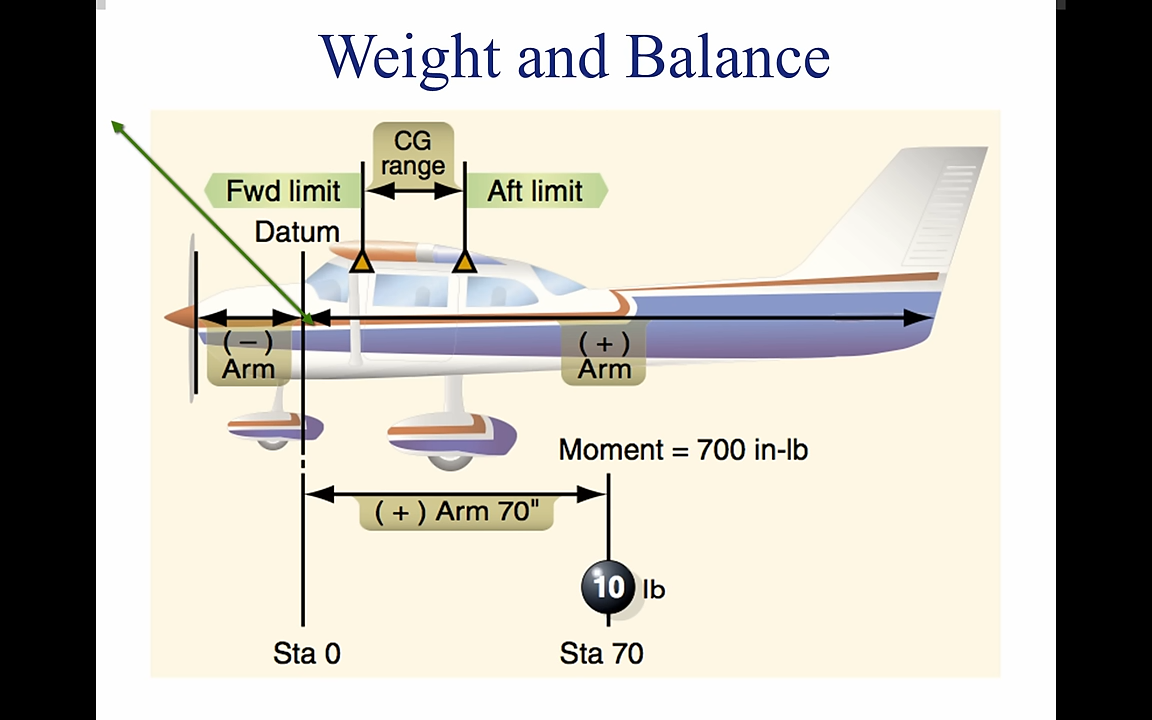 Weight and Balance
CG
range
Fwd limit
Aft limit
Datum
( − )
Arm
( + )
Arm
Moment = 700 in-lb
( + ) Arm 70"
10 lb
Sta 0
Sta 70